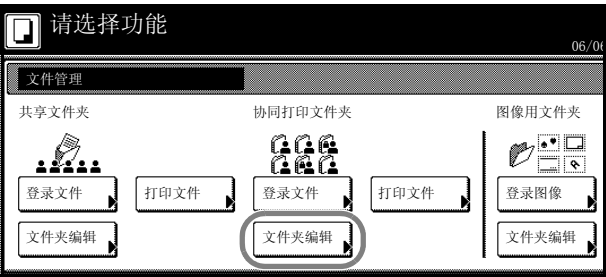 请选择功能
06/06
文件管理
共享文件夹 协同打印文件夹 图像用文件夹
登录文件 打印文件 登录文件 打印文件 登录图像
文件夹编辑 文件夹编辑 文件夹编辑